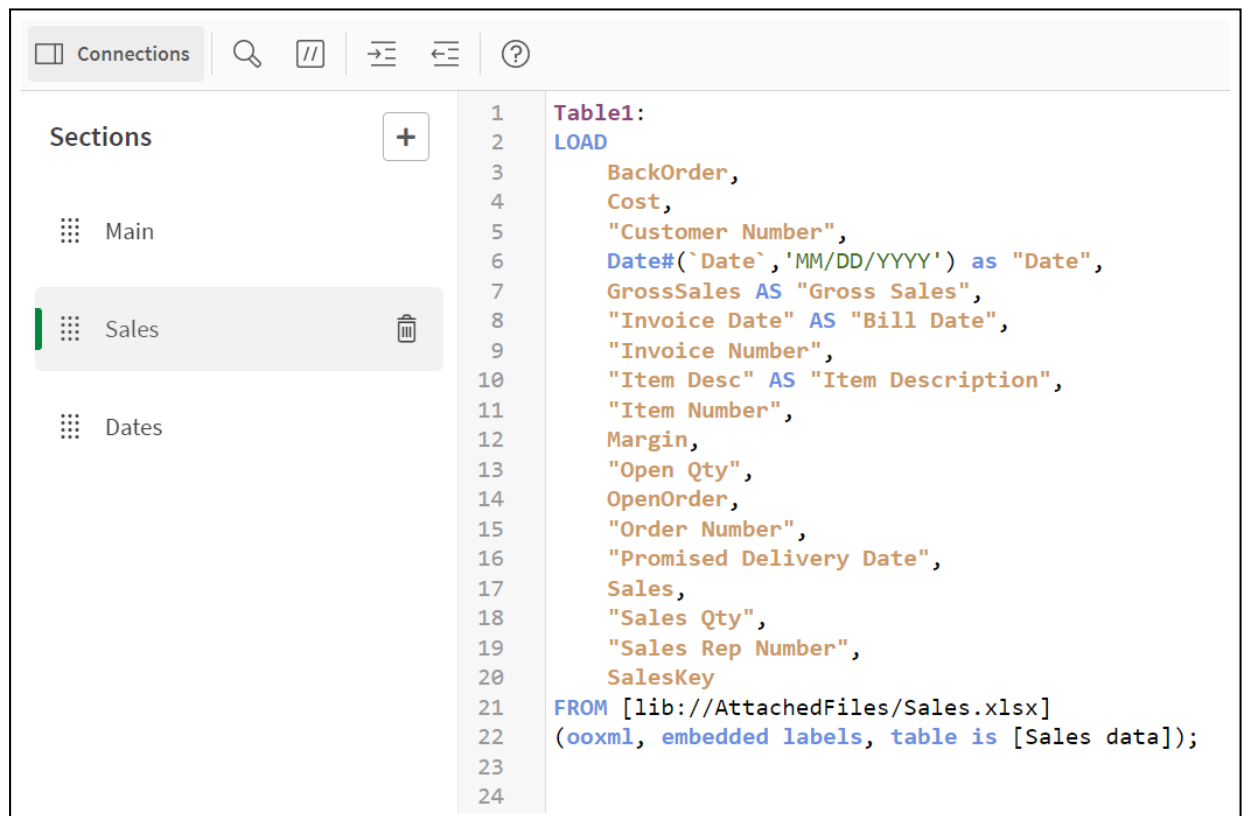 Connections
//
?
Sections
+
Main
Sales
Dates
1 Table1:
2 LOAD
3 BackOrder,
4 Cost,
5 "Customer Number",
6 Date#(`Date`,'MM/DD/YYYY') as "Date",
7 GrossSales AS "Gross Sales",
8 "Invoice Date" AS "Bill Date",
9 "Invoice Number",
10 "Item Desc" AS "Item Description",
11 "Item Number",
12 Margin,
13 "Open Qty",
14 OpenOrder,
15 "Order Number",
16 "Promised Delivery Date",
17 Sales,
18 "Sales Qty",
19 "Sales Rep Number",
20 SalesKey
21 FROM [lib://AttachedFiles/Sales.xlsx]
22 (ooxml, embedded labels, table is [Sales data]);
23
24